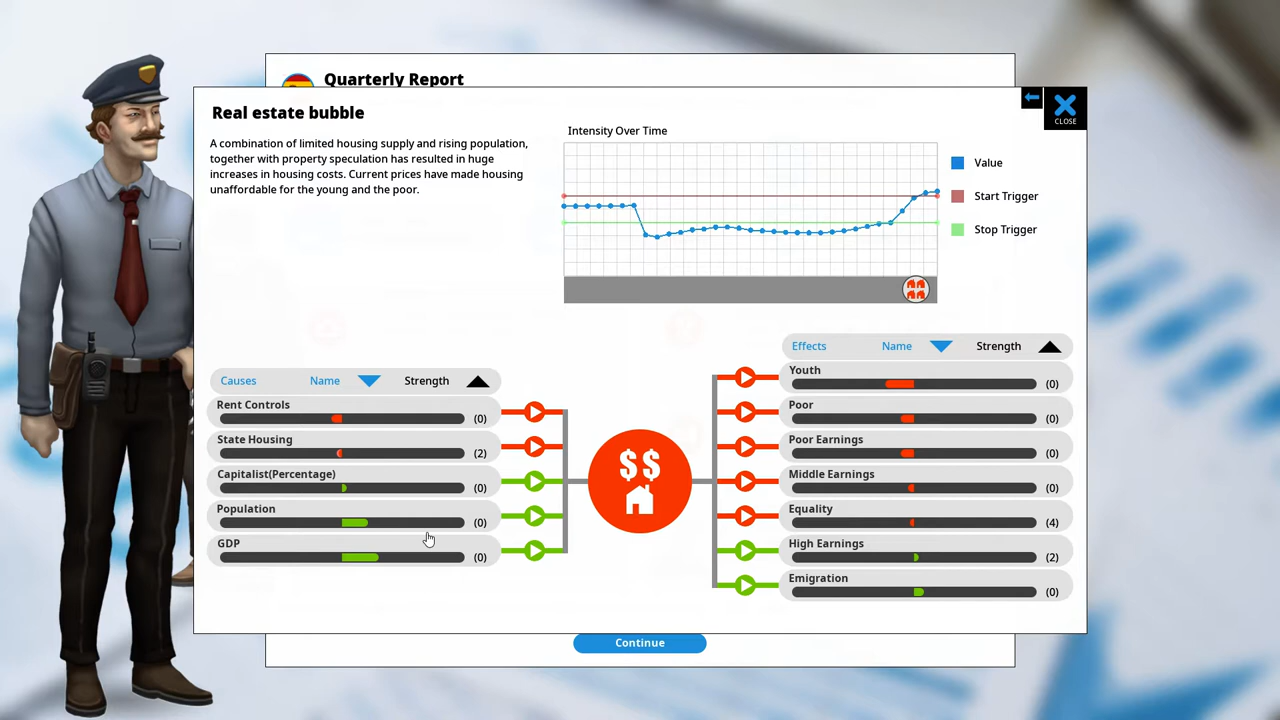 Quarterly Report
Real estate bubble
CLOSE
A combination of limited housing supply and rising population,
together with property speculation has resulted in huge
increases in housing costs. Current prices have made housing
unaffordable for the young and the poor.
Intensity Over Time
Value
Start Trigger
Stop Trigger
Causes Name Strength
Rent Controls
(0)
State Housing
(2)
Capitalist(Percentage)
(0)
Population
(0)
GDP
(0)
$$
Effects Name Strength
Youth
(0)
Poor
(0)
Poor Earnings
(0)
Middle Earnings
(0)
Equality
(4)
High Earnings
(2)
Emigration
(0)
Continue